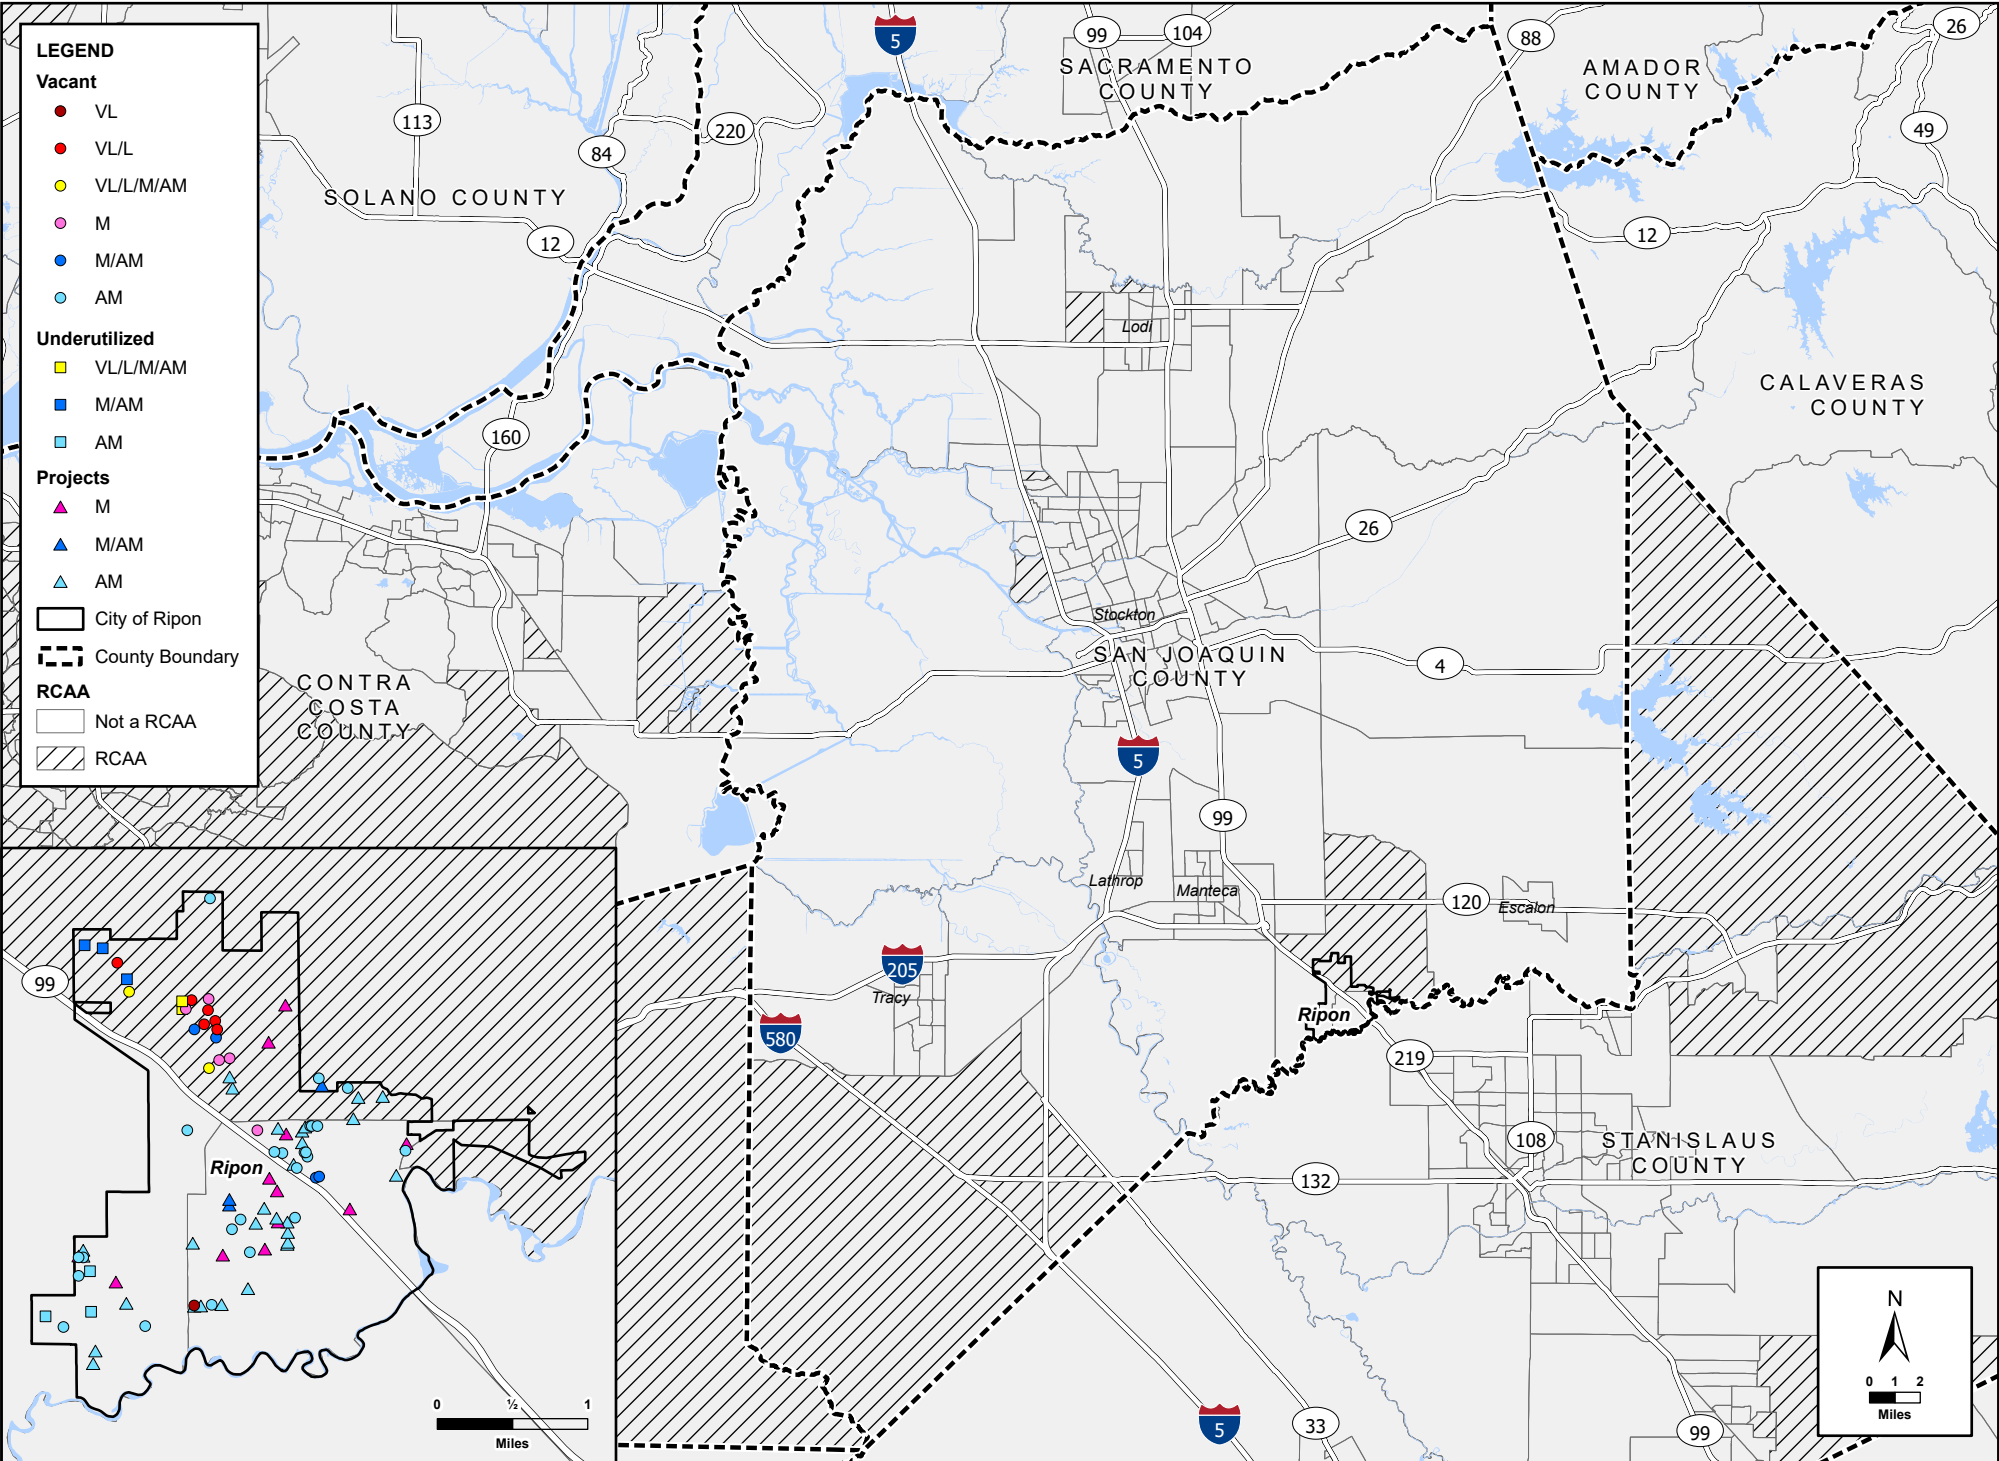 LEGEND
Vacant
VL
VL/L
VL/L/M/AM
M
M/AM
AM
Underutilized
VL/L/M/AM
M/AM
AM
Projects
M
M/AM
AM
City of Ripon
County Boundary
RCAA
Not a RCAA
RCAA
5
99
104
88
26
SACRAMENTO
COUNTY
AMADOR
COUNTY
113
220
84
49
SOLANO COUNTY
12
12
Lodi
CALAVERAS
COUNTY
160
26
Stockton
SAN JOAQUIN
COUNTY
4
CONTRA
COSTA
COUNTY
5
99
Lathrop
Manteca
120
Escalon
205
Tracy
580
Ripon
219
108
STANISLAUS
COUNTY
132
5
33
99
99
Ripon
0
½
1
Miles
N
0
1
2
Miles